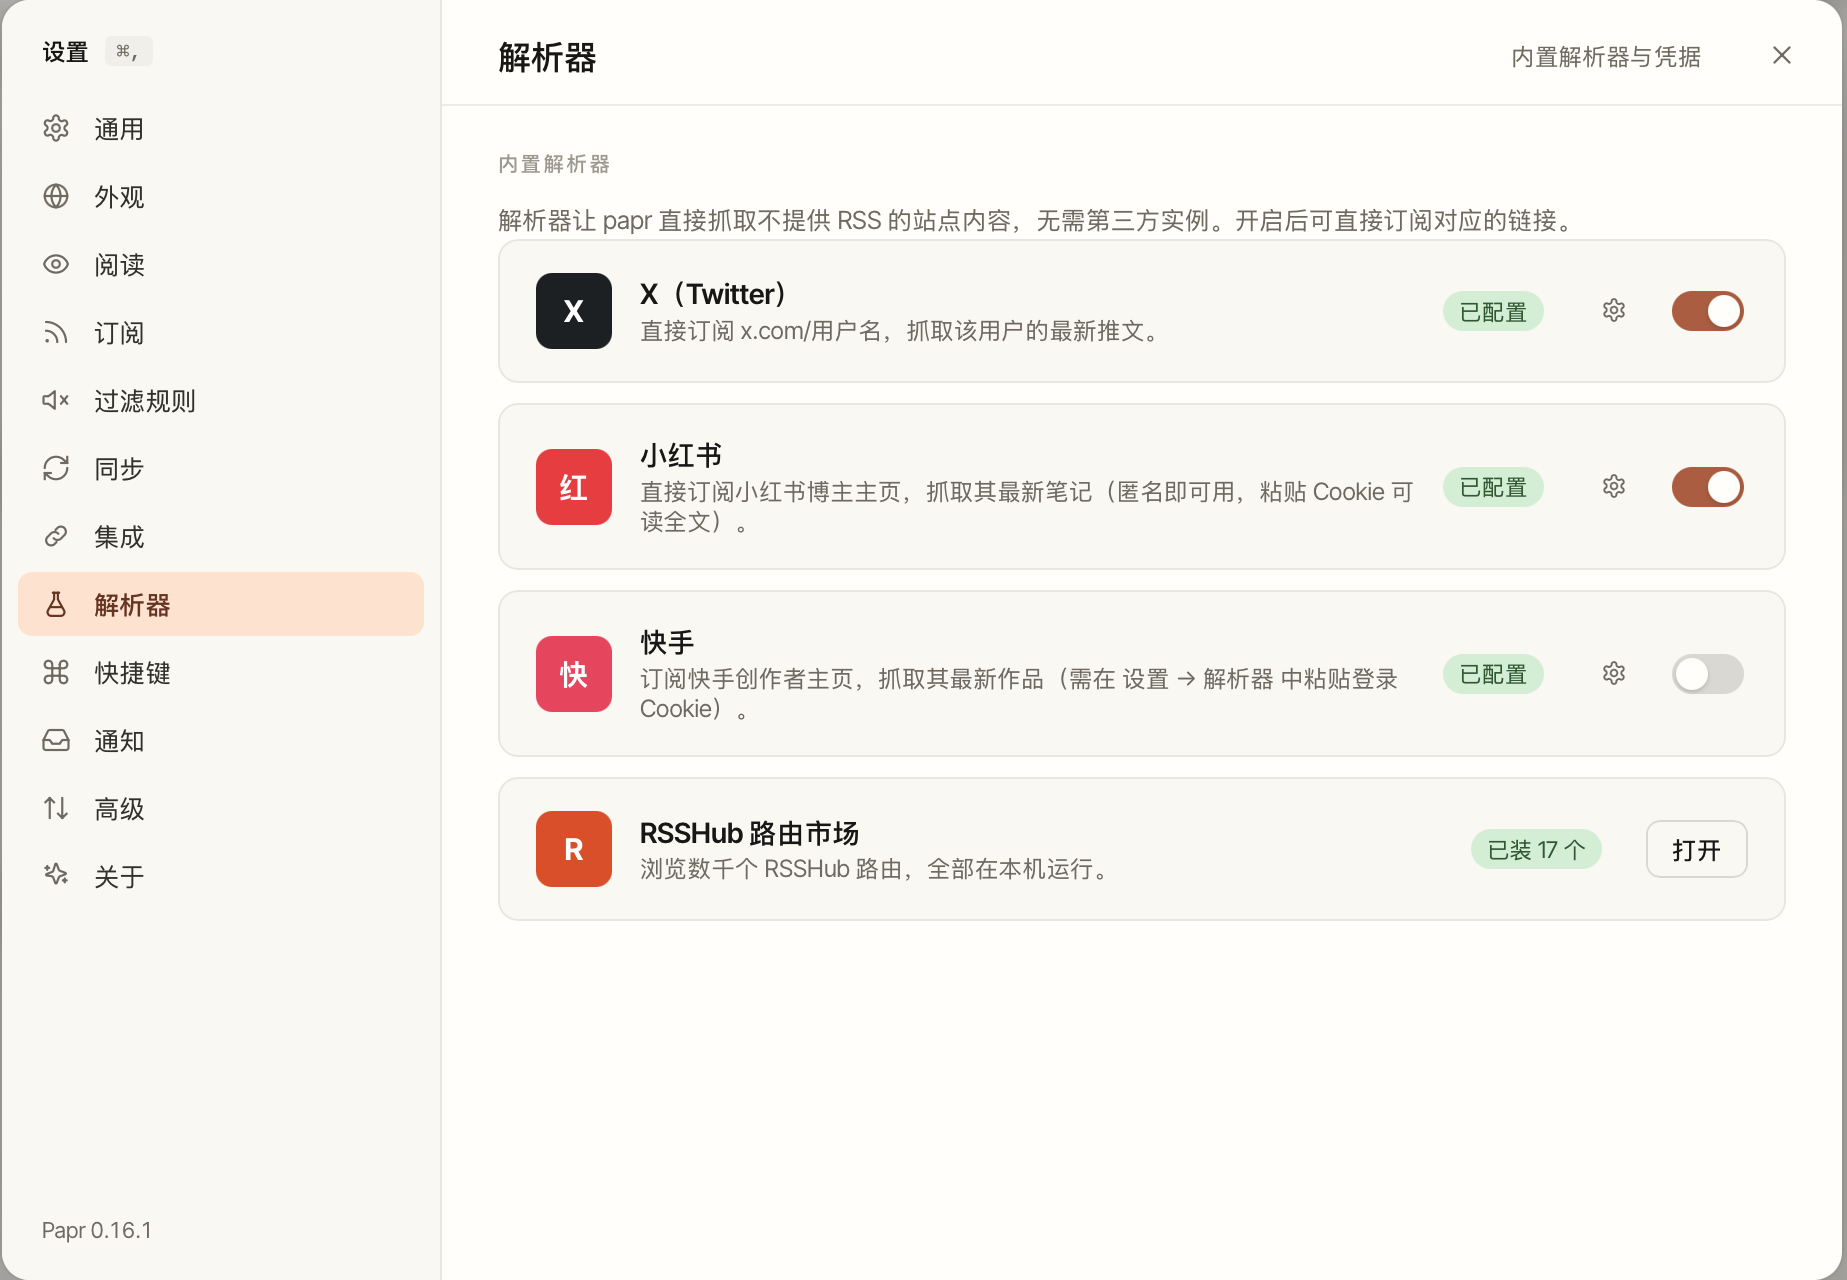 设置 ⌘,
通用
外观
阅读
订阅
过滤规则
同步
集成
解析器
快捷键
通知
高级
关于
Papr 0.16.1
解析器
内置解析器与凭据
内置解析器
解析器让 papr 直接抓取不提供 RSS 的站点内容，无需第三方实例。开启后可直接订阅对应的链接。
X
X（Twitter）
直接订阅 x.com/用户名，抓取该用户的最新推文。
已配置
红
小红书
直接订阅小红书博主主页，抓取其最新笔记（匿名即可用，粘贴 Cookie 可
读全文）。
已配置
快
快手
订阅快手创作者主页，抓取其最新作品（需在 设置 → 解析器 中粘贴登录
Cookie）。
已配置
R
RSSHub 路由市场
浏览数千个 RSSHub 路由，全部在本机运行。
已装 17 个
打开